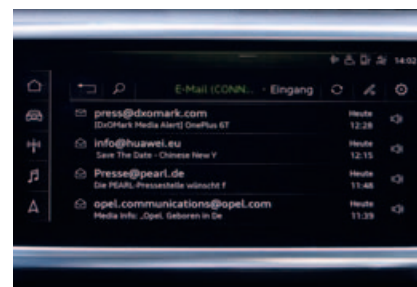 14:02
E-Mail (CONN... · Eingang
press@dxomark.com Heute
[DxOMark Media Alert] OnePlus 6T 12:28
info@huawei.eu Heute
Save The Date - Chinese New Y 12:15
Presse@pearl.de Heute
Die PEARL-Pressestelle wünscht f 11:48
opel.communications@opel.com Heute
Media Info: „Opel. Geboren in De 11:39